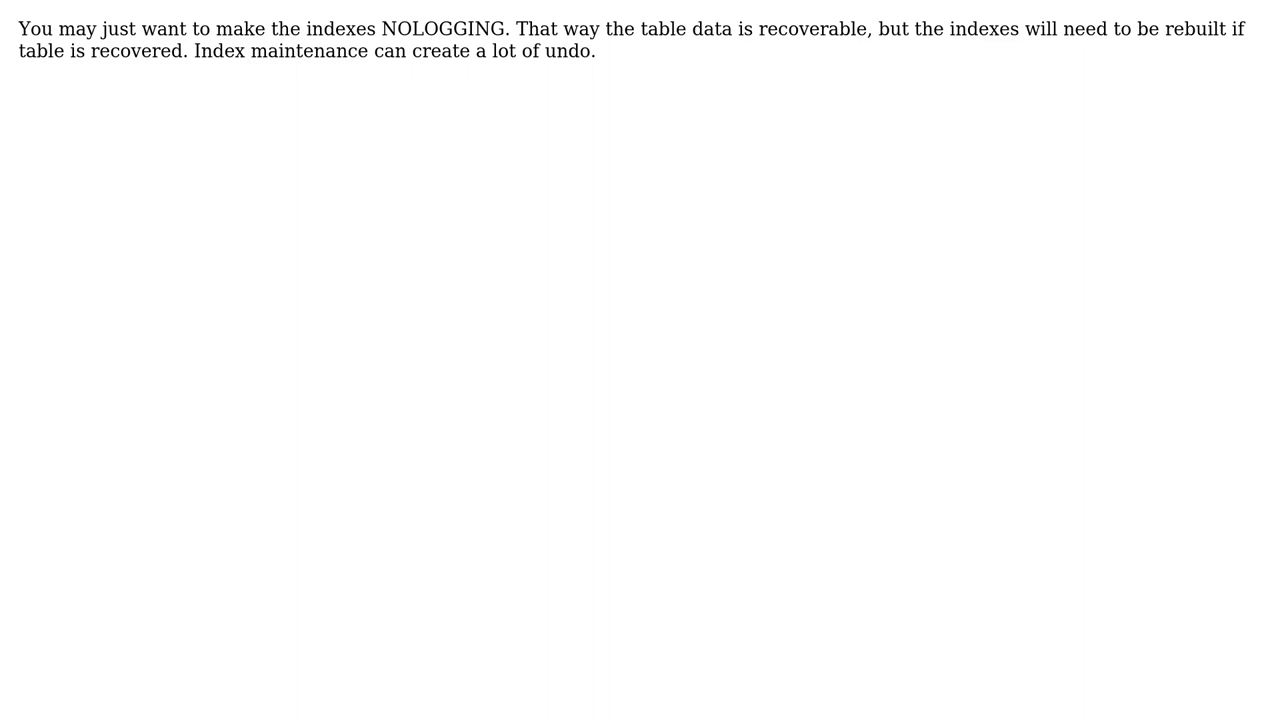 You may just want to make the indexes NOLOGGING. That way the table data is recoverable, but the indexes will need to be rebuilt if
table is recovered. Index maintenance can create a lot of undo.